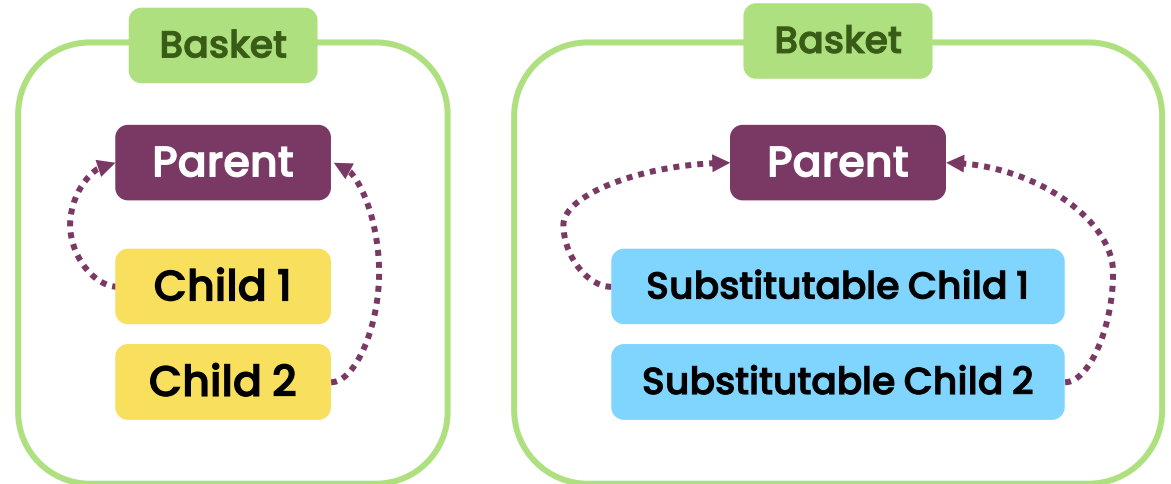 Basket
Parent
Child 1
Child 2
Basket
Parent
Substitutable Child 1
Substitutable Child 2